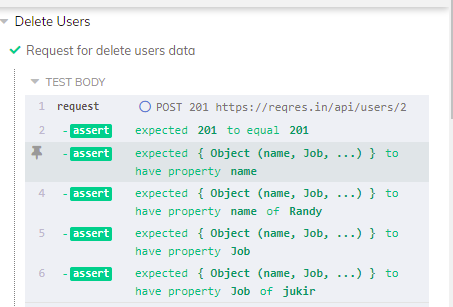 Delete Users
Request for delete users data
TEST BODY
1 request POST 201 https://reqres.in/api/users/2
2 -assert expected 201 to equal 201
-assert expected { Object (name, Job, ...) } to
have property name
4 -assert expected { Object (name, Job, ...) } to
have property name of Randy
5 -assert expected { Object (name, Job, ...) } to
have property Job
6 -assert expected { Object (name, Job, ...) } to
have property Job of jukir